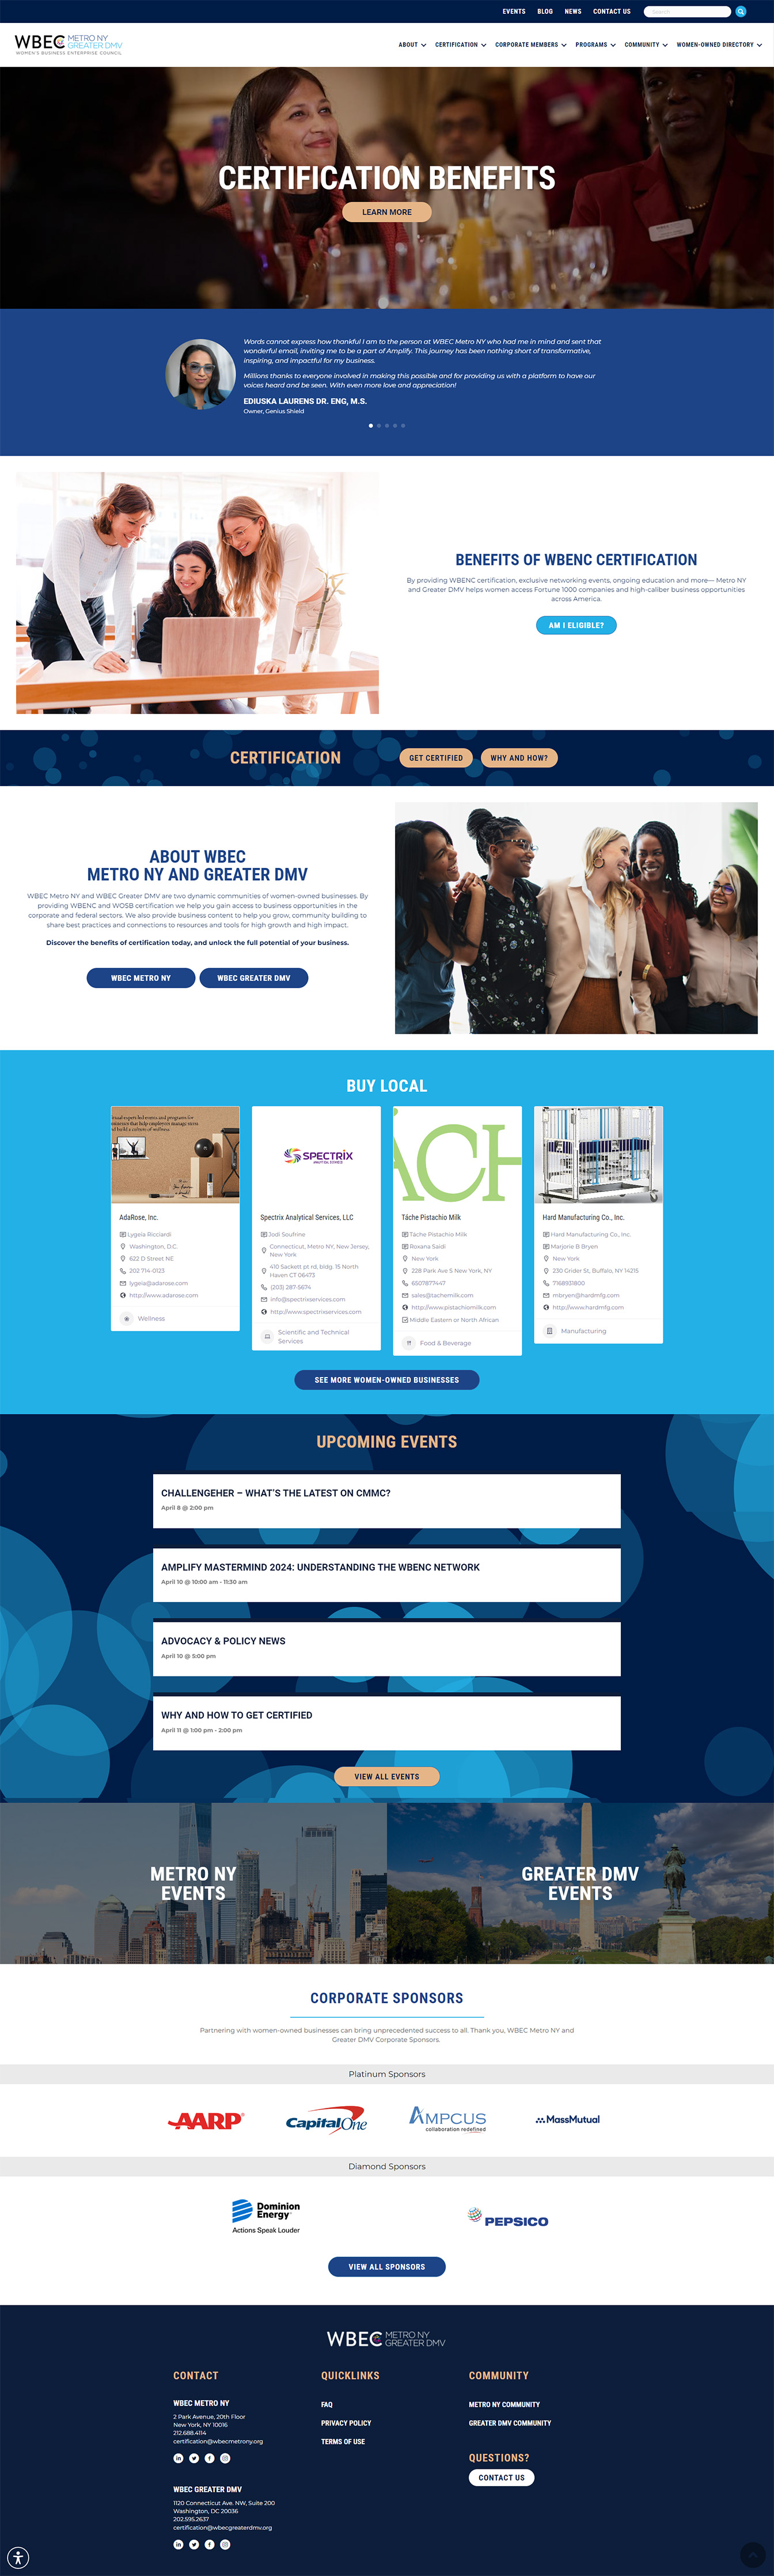 EVENTS BLOG NEWS CONTACT US Search
WBEC METRO NY
GREATER DMV
WOMEN'S BUSINESS ENTERPRISE COUNCIL
ABOUT CERTIFICATION CORPORATE MEMBERS PROGRAMS COMMUNITY WOMEN-OWNED DIRECTORY
CERTIFICATION BENEFITS
LEARN MORE
Words cannot express how thankful I am to the person at WBEC Metro NY who had me in mind and sent that
wonderful email, inviting me to be a part of Amplify. This journey has been nothing short of transformative,
inspiring, and impactful for my business.
Millions thanks to everyone involved in making this possible and for providing us with a platform to have our
voices heard and be seen. With even more love and appreciation!
EDIUSKA LAURENS DR. ENG, M.S.
Owner, Genius Shield
BENEFITS OF WBENC CERTIFICATION
By providing WBENC certification, exclusive networking events, ongoing education and more— Metro NY
and Greater DMV helps women access Fortune 1000 companies and high-caliber business opportunities
across America.
AM I ELIGIBLE?
CERTIFICATION
GET CERTIFIED
WHY AND HOW?
ABOUT WBEC
METRO NY AND GREATER DMV
WBEC Metro NY and WBEC Greater DMV are two dynamic communities of women-owned businesses. By
providing WBENC and WOSB certification we help you gain access to business opportunities in the
corporate and federal sectors. We also provide business content to help you grow, community building to
share best practices and connections to resources and tools for high growth and high impact.
Discover the benefits of certification today, and unlock the full potential of your business.
WBEC METRO NY
WBEC GREATER DMV
BUY LOCAL
AdaRose, Inc.
Lygeia Ricciardi
Washington, D.C.
622 D Street NE
202 714-0123
lygeia@adarose.com
http://www.adarose.com
Wellness
SPECTRIX
Spectrix Analytical Services, LLC
Jodi Soufrine
Connecticut, Metro NY, New Jersey,
New York
410 Sackett pt rd, bldg. 15 North
Haven CT 06473
(203) 287-5674
info@spectrixservices.com
http://www.spectrixservices.com
Scientific and Technical
Services
ACH
Táche Pistachio Milk
Táche Pistachio Milk
Roxana Saidi
New York
228 Park Ave S New York, NY
6507877447
sales@tachemilk.com
http://www.pistachiomilk.com
Middle Eastern or North African
Food & Beverage
Hard Manufacturing Co., Inc.
Hard Manufacturing Co., Inc.
Marjorie B Bryen
New York
230 Grider St, Buffalo, NY 14215
7168931800
mbryen@hardmfg.com
http://www.hardmfg.com
Manufacturing
SEE MORE WOMEN-OWNED BUSINESSES
UPCOMING EVENTS
CHALLENGEHER – WHAT'S THE LATEST ON CMMC?
April 8 @ 2:00 pm
AMPLIFY MASTERMIND 2024: UNDERSTANDING THE WBENC NETWORK
April 10 @ 10:00 am - 11:30 am
ADVOCACY & POLICY NEWS
April 10 @ 5:00 pm
WHY AND HOW TO GET CERTIFIED
April 11 @ 1:00 pm - 2:00 pm
VIEW ALL EVENTS
METRO NY
EVENTS
GREATER DMV
EVENTS
CORPORATE SPONSORS
Partnering with women-owned businesses can bring unprecedented success to all. Thank you, WBEC Metro NY and
Greater DMV Corporate Sponsors.
Platinum Sponsors
AARP
Capital One
AMPCUS
collaboration redefined
MassMutual
Diamond Sponsors
Dominion
Energy
Actions Speak Louder
PEPSICO
VIEW ALL SPONSORS
WBEC METRO NY
GREATER DMV
CONTACT
WBEC METRO NY
2 Park Avenue, 20th Floor
New York, NY 10016
212.688.4114
certification@wbecmetrony.org
WBEC GREATER DMV
1120 Connecticut Ave. NW, Suite 200
Washington, DC 20036
202.595.2637
certification@wbecgreaterdmv.org
QUICKLINKS
FAQ
PRIVACY POLICY
TERMS OF USE
COMMUNITY
METRO NY COMMUNITY
GREATER DMV COMMUNITY
QUESTIONS?
CONTACT US